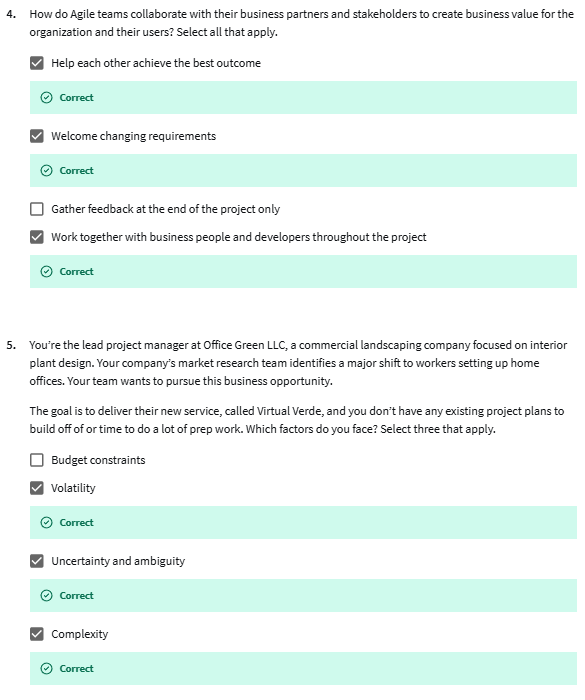 4. How do Agile teams collaborate with their business partners and stakeholders to create business value for the
organization and their users? Select all that apply.
Help each other achieve the best outcome
Correct
Welcome changing requirements
Correct
Gather feedback at the end of the project only
Work together with business people and developers throughout the project
Correct
5. You're the lead project manager at Office Green LLC, a commercial landscaping company focused on interior
plant design. Your company's market research team identifies a major shift to workers setting up home
offices. Your team wants to pursue this business opportunity.
The goal is to deliver their new service, called Virtual Verde, and you don't have any existing project plans to
build off of or time to do a lot of prep work. Which factors do you face? Select three that apply.
Budget constraints
Volatility
Correct
Uncertainty and ambiguity
Correct
Complexity
Correct